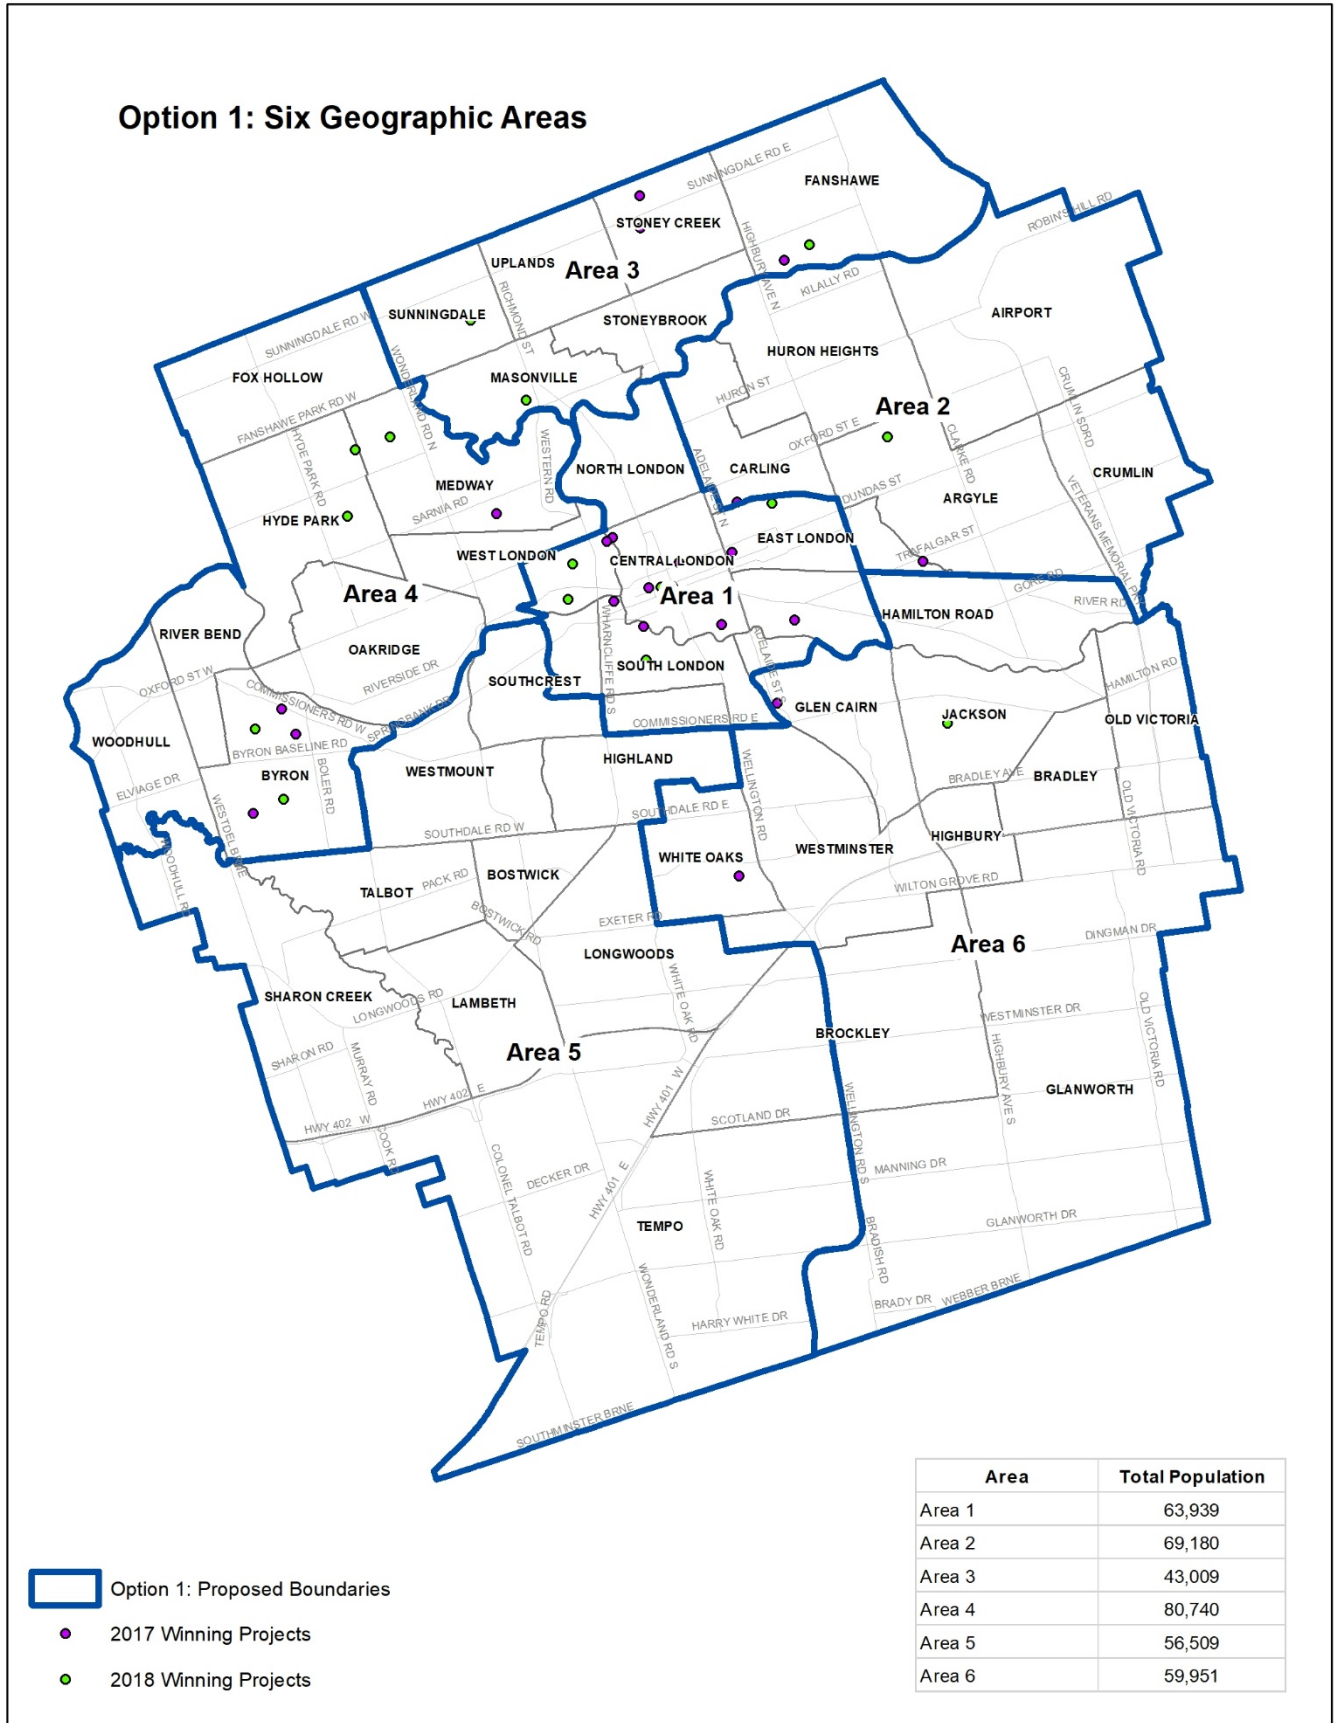 Option 1: Six Geographic Areas
SUNNINGDALE RD E
FANSHAWE
ROBIN'S HILL RD
STONEY CREEK
HIGHBURY AVE N
UPLANDS
Area 3
KILALLY RD
RICHMOND ST
SUNNINGDALE
STONEYBROOK
AIRPORT
SUNNINGDALE RD W
HURON HEIGHTS
FOX HOLLOW
WONDERLAND RD N
MASONVILLE
HURON ST
CRUMLIN SDRD
FANSHAWE PARK RD W
Area 2
OXFORD ST E
HYDE PARK RD
WESTERN RD
NORTH LONDON
ADELAIDE ST N
CARLING
CLARKE RD
CRUMLIN
MEDWAY
DUNDAS ST
ARGYLE
HYDE PARK
SARNIA RD
VETERANS MEMORIAL PKY
WEST LONDON
CENTRAL LONDON
EAST LONDON
TRAFALGAR ST
Area 4
Area 1
GORE RD
RIVER RD
HAMILTON ROAD
RIVER BEND
WHARNCLIFFE RD S
ADELAIDE ST S
OAKRIDGE
RIVERSIDE DR
SOUTH LONDON
OXFORD ST W
SOUTHCREST
HAMILTON RD
COMMISSIONERS RD W
SPRINGBANK DR
COMMISSIONERS RD E
GLEN CAIRN
JACKSON
OLD VICTORIA
WOODHULL
BYRON BASELINE RD
HIGHLAND
WELLINGTON RD
BYRON
BOLER RD
WESTMOUNT
BRADLEY AVE
BRADLEY
ELVIAGE DR
WESTDEL BRNE
SOUTHDALE RD W
SOUTHDALE RD E
OLD VICTORIA RD
HIGHBURY
WOODHULL RD
WHITE OAKS
WESTMINSTER
TALBOT
PACK RD
BOSTWICK
WILTON GROVE RD
BOSTWICK RD
EXETER RD
DINGMAN DR
Area 6
LONGWOODS
SHARON CREEK
LONGWOODS RD
LAMBETH
WHITE OAK RD
BROCKLEY
WESTMINSTER DR
OLD VICTORIA RD
SHARON RD
MURRAY RD
Area 5
HIGHBURY AVE S
GLANWORTH
HWY 402 W
HWY 402 E
HWY 401 W
SCOTLAND DR
WELLINGTON RD S
COOK RD
COLONEL TALBOT RD
DECKER DR
HWY 401 E
WHITE OAK RD
MANNING DR
TEMPO
BRADISH RD
GLANWORTH DR
TEMPO RD
WONDERLAND RD S
HARRY WHITE DR
BRADY DR
WEBBER BRNE
SOUTHMINSTER BRNE
Area Total Population
Area 1 63,939
Area 2 69,180
Area 3 43,009
Area 4 80,740
Area 5 56,509
Area 6 59,951
Option 1: Proposed Boundaries
2017 Winning Projects
2018 Winning Projects